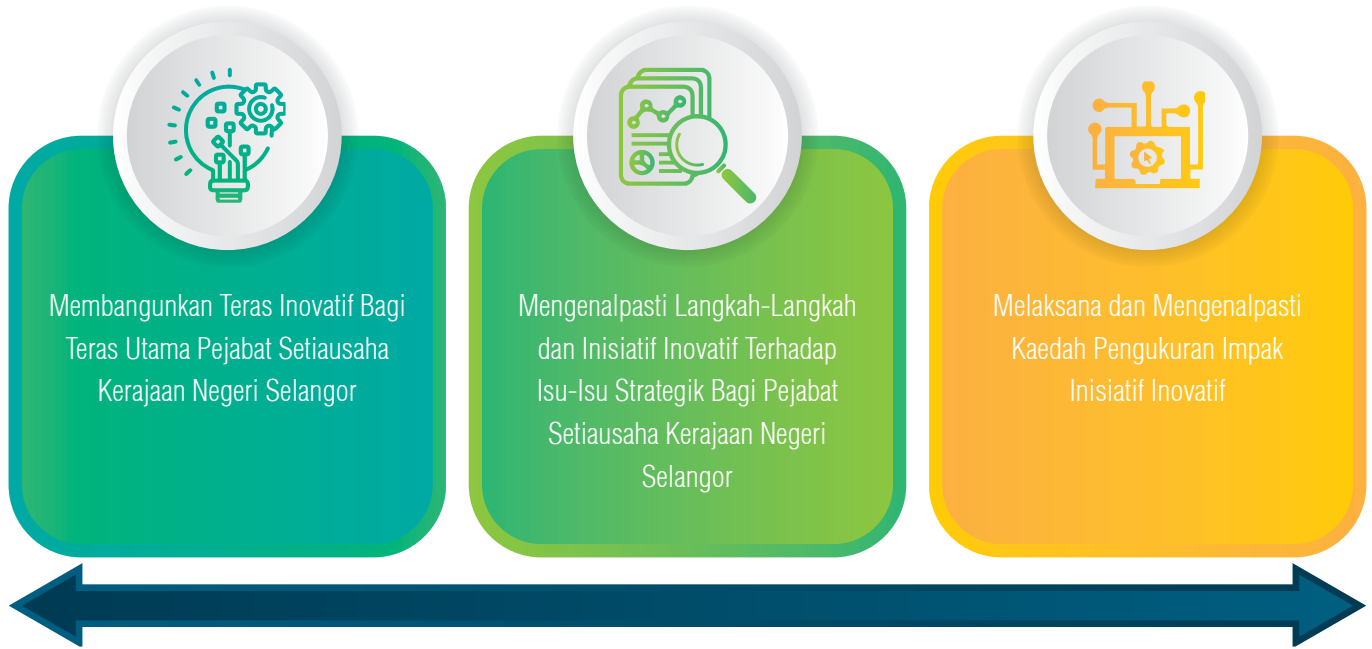 Membangunkan Teras Inovatif Bagi
Teras Utama Pejabat Setiausaha
Kerajaan Negeri Selangor
Mengenalpasti Langkah-Langkah
dan Inisiatif Inovatif Terhadap
Isu-Isu Strategik Bagi Pejabat
Setiausaha Kerajaan Negeri
Selangor
Melaksana dan Mengenalpasti
Kaedah Pengukuran Impak
Inisiatif Inovatif